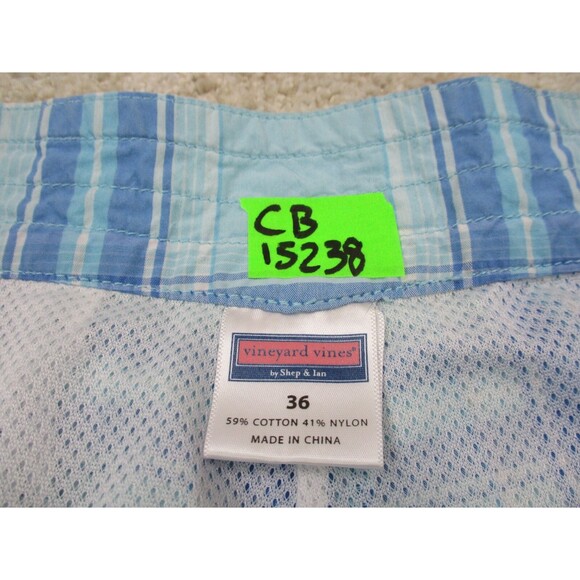 CB
15238
vineyard vines®
by Shep & Ian
36
59% COTTON 41% NYLON
MADE IN CHINA